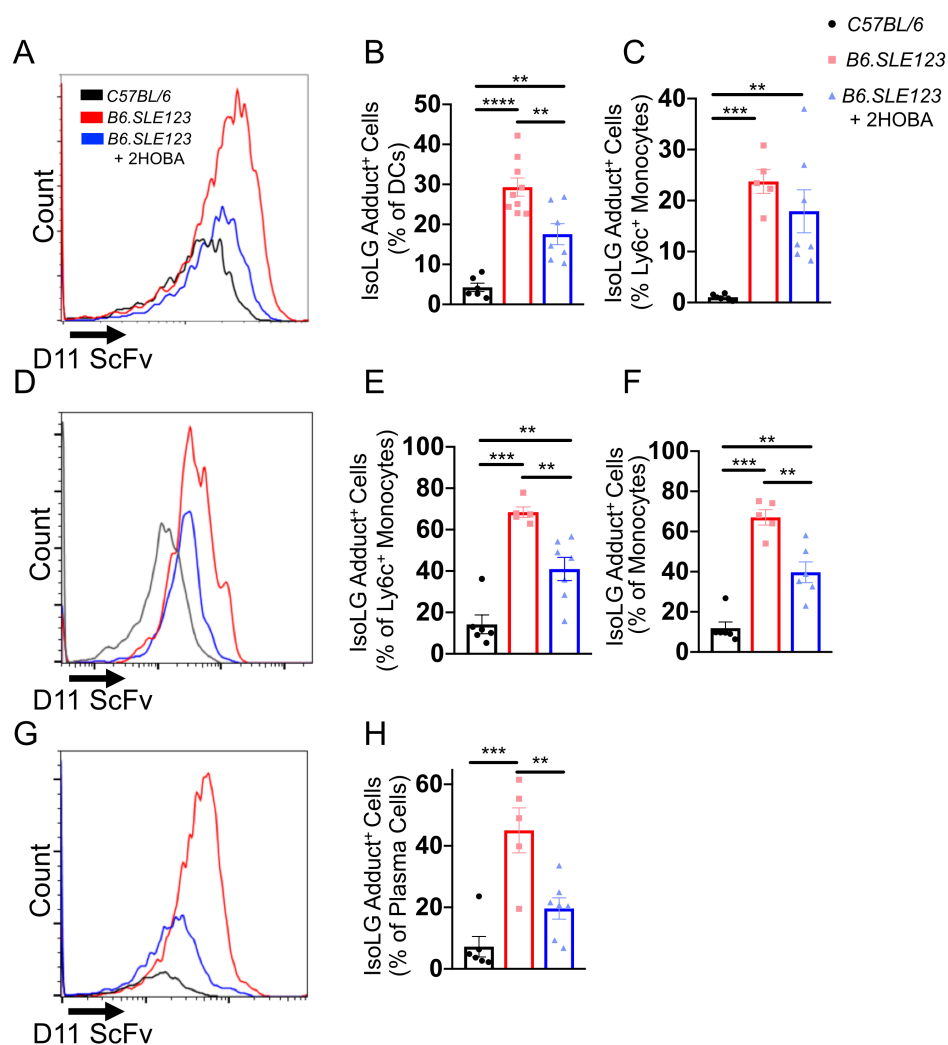 A
C57BL/6
B6.SLE123
B6.SLE123
+ 2HOBA
Count
D11 ScFv
B
IsoLG Adduct⁺ Cells
(% of DCs)
50
40
30
20
10
0
**
****
**
C
IsoLG Adduct⁺ Cells
(% Ly6c⁺ Monocytes)
40
30
20
10
0
**
***
C57BL/6
B6.SLE123
B6.SLE123
+ 2HOBA
D
Count
D11 ScFv
E
IsoLG Adduct⁺ Cells
(% of Ly6c⁺ Monocytes)
100
80
60
40
20
0
**
***
**
F
IsoLG Adduct⁺ Cells
(% of Monocytes)
100
80
60
40
20
0
**
***
**
G
Count
D11 ScFv
H
IsoLG Adduct⁺ Cells
(% of Plasma Cells)
60
40
20
0
***
**